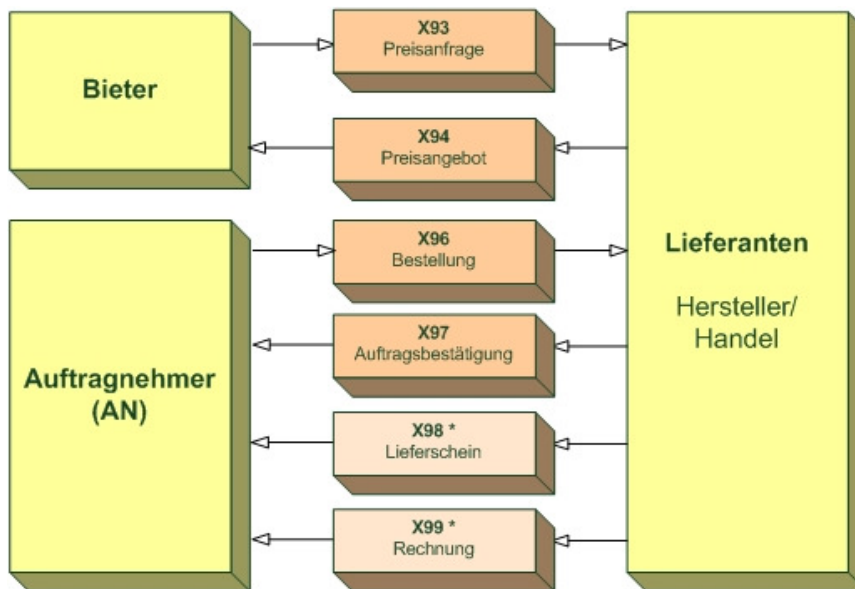 Bieter
X93
Preisanfrage
X94
Preisangebot
Auftragnehmer
(AN)
X96
Bestellung
X97
Auftragsbestätigung
X98 *
Lieferschein
X99 *
Rechnung
Lieferanten
Hersteller/
Handel